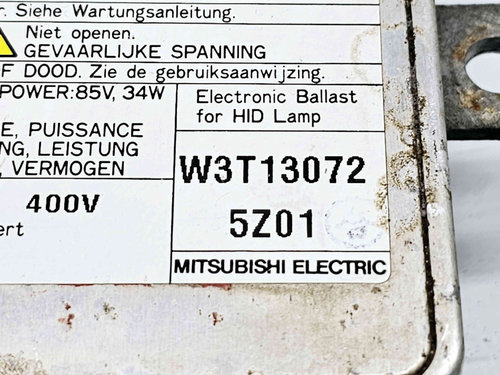 r. Siehe Wartungsanleitung.
Niet openen.
GEVAARLIJKE SPANNING
F DOOD. Zie de gebruiksaanwijzing.
POWER:85V, 34W
Electronic Ballast
for HID Lamp
E, PUISSANCE
NG, LEISTUNG
, VERMOGEN
W3T13072
400V
5Z01
ert
MITSUBISHI ELECTRIC